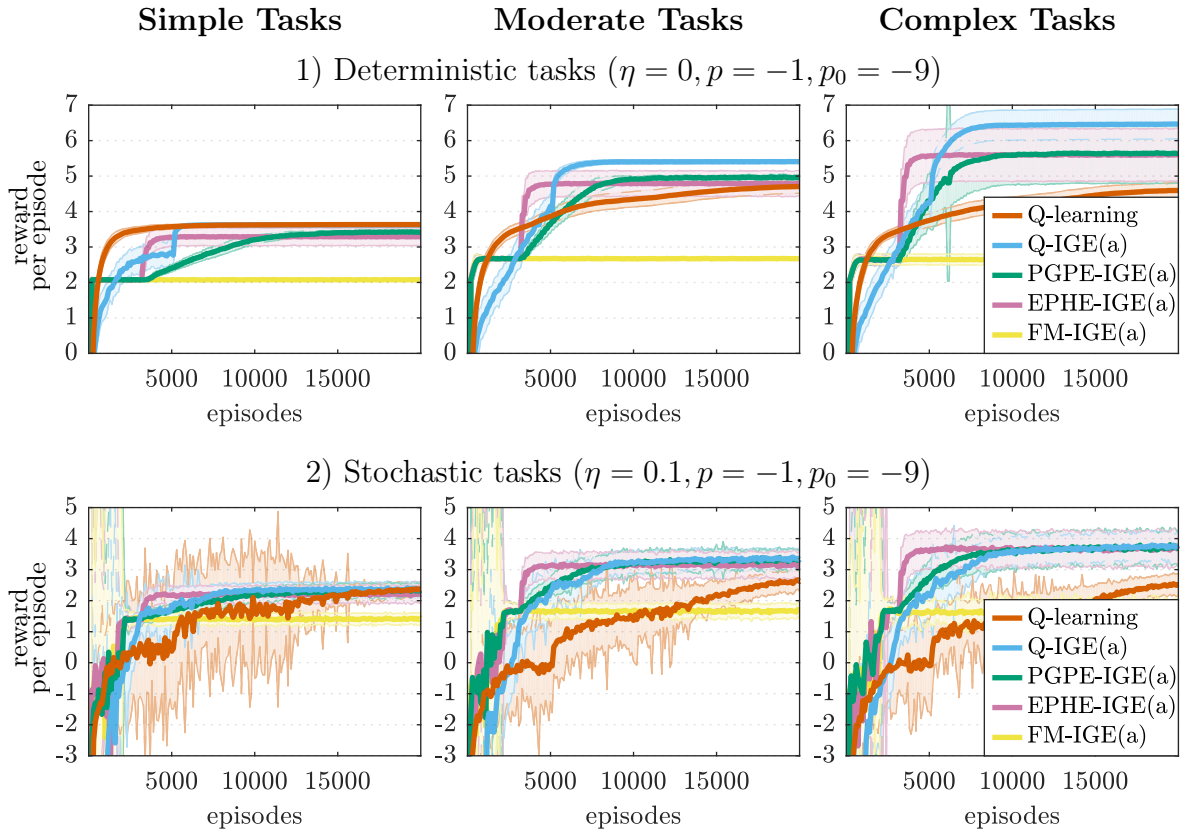 Simple Tasks Moderate Tasks Complex Tasks
1) Deterministic tasks (η = 0, p = −1, p₀ = −9)
reward
per episode
7 7 7
6 6 6
5 5 5
4 4 4
3 3 3
2 2 2
1 1 1
0 0 0
Q-learning
Q-IGE(a)
PGPE-IGE(a)
EPHE-IGE(a)
FM-IGE(a)
5000 10000 15000 5000 10000 15000 5000 10000 15000
episodes episodes episodes
2) Stochastic tasks (η = 0.1, p = −1, p₀ = −9)
reward
per episode
5 5 5
4 4 4
3 3 3
2 2 2
1 1 1
0 0 0
-1 -1 -1
-2 -2 -2
-3 -3 -3
Q-learning
Q-IGE(a)
PGPE-IGE(a)
EPHE-IGE(a)
FM-IGE(a)
5000 10000 15000 5000 10000 15000 5000 10000 15000
episodes episodes episodes